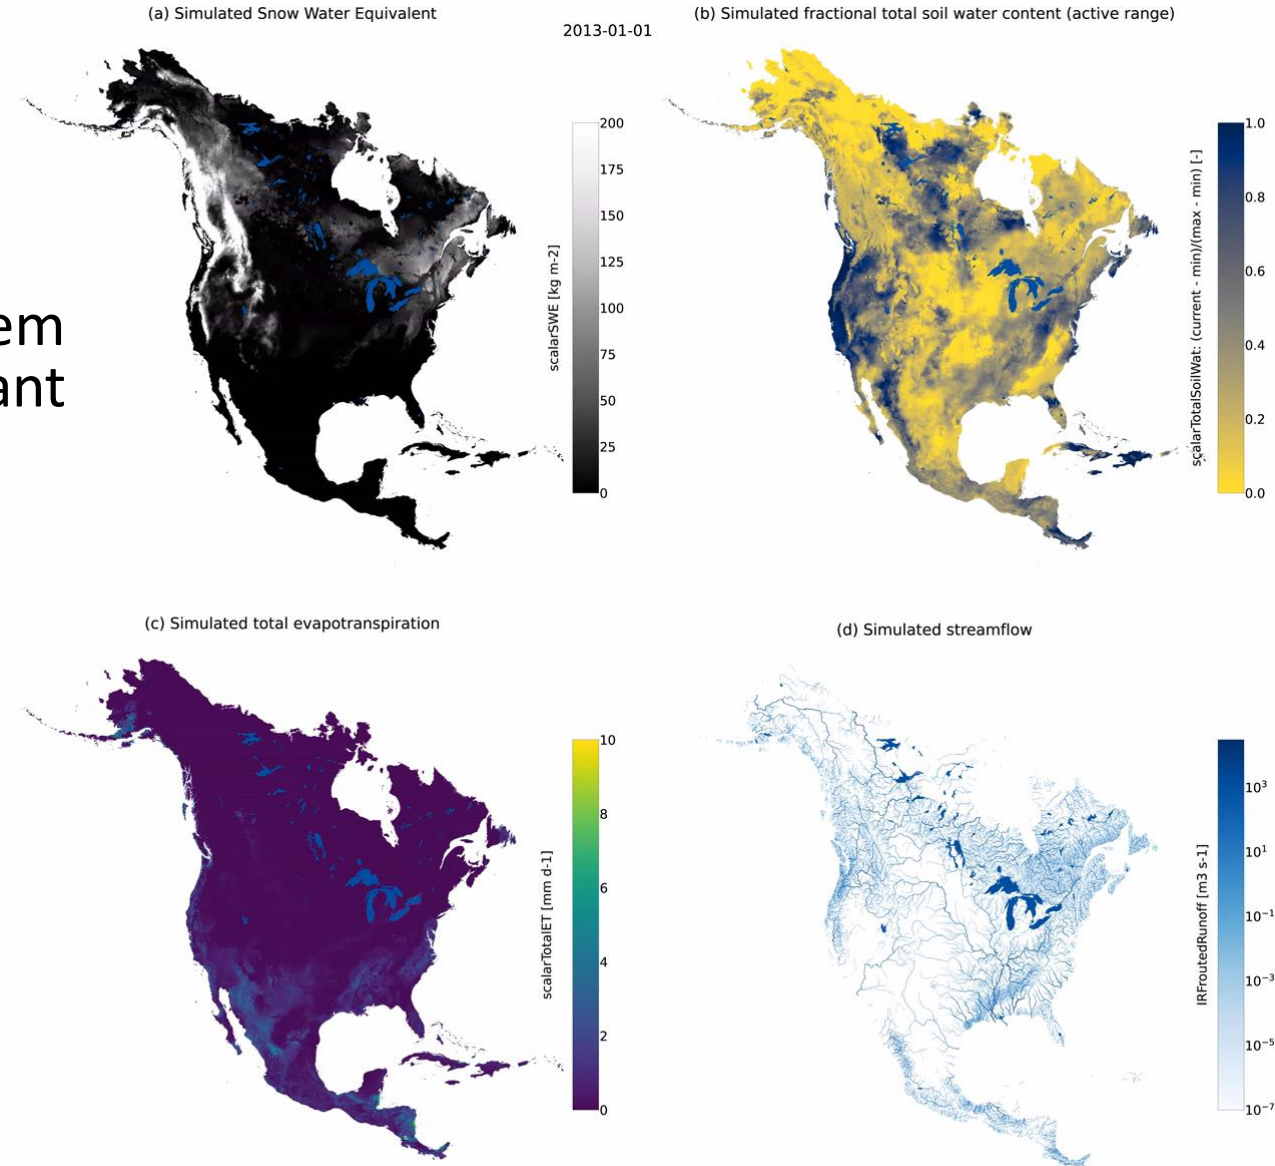 (a) Simulated Snow Water Equivalent
(b) Simulated fractional total soil water content (active range)
2013-01-01
em
ant
200
175
150
125
100
75
50
25
0
scalarSWE [kg m-2]
1.0
0.8
0.6
0.4
0.2
0.0
scalarTotalSoilWat: (current - min)/(max - min) [-]
(c) Simulated total evapotranspiration
(d) Simulated streamflow
10
8
6
4
2
0
scalarTotalET [mm d-1]
10³
10¹
10⁻¹
10⁻³
10⁻⁵
10⁻⁷
IRFroutedRunoff [m3 s-1]